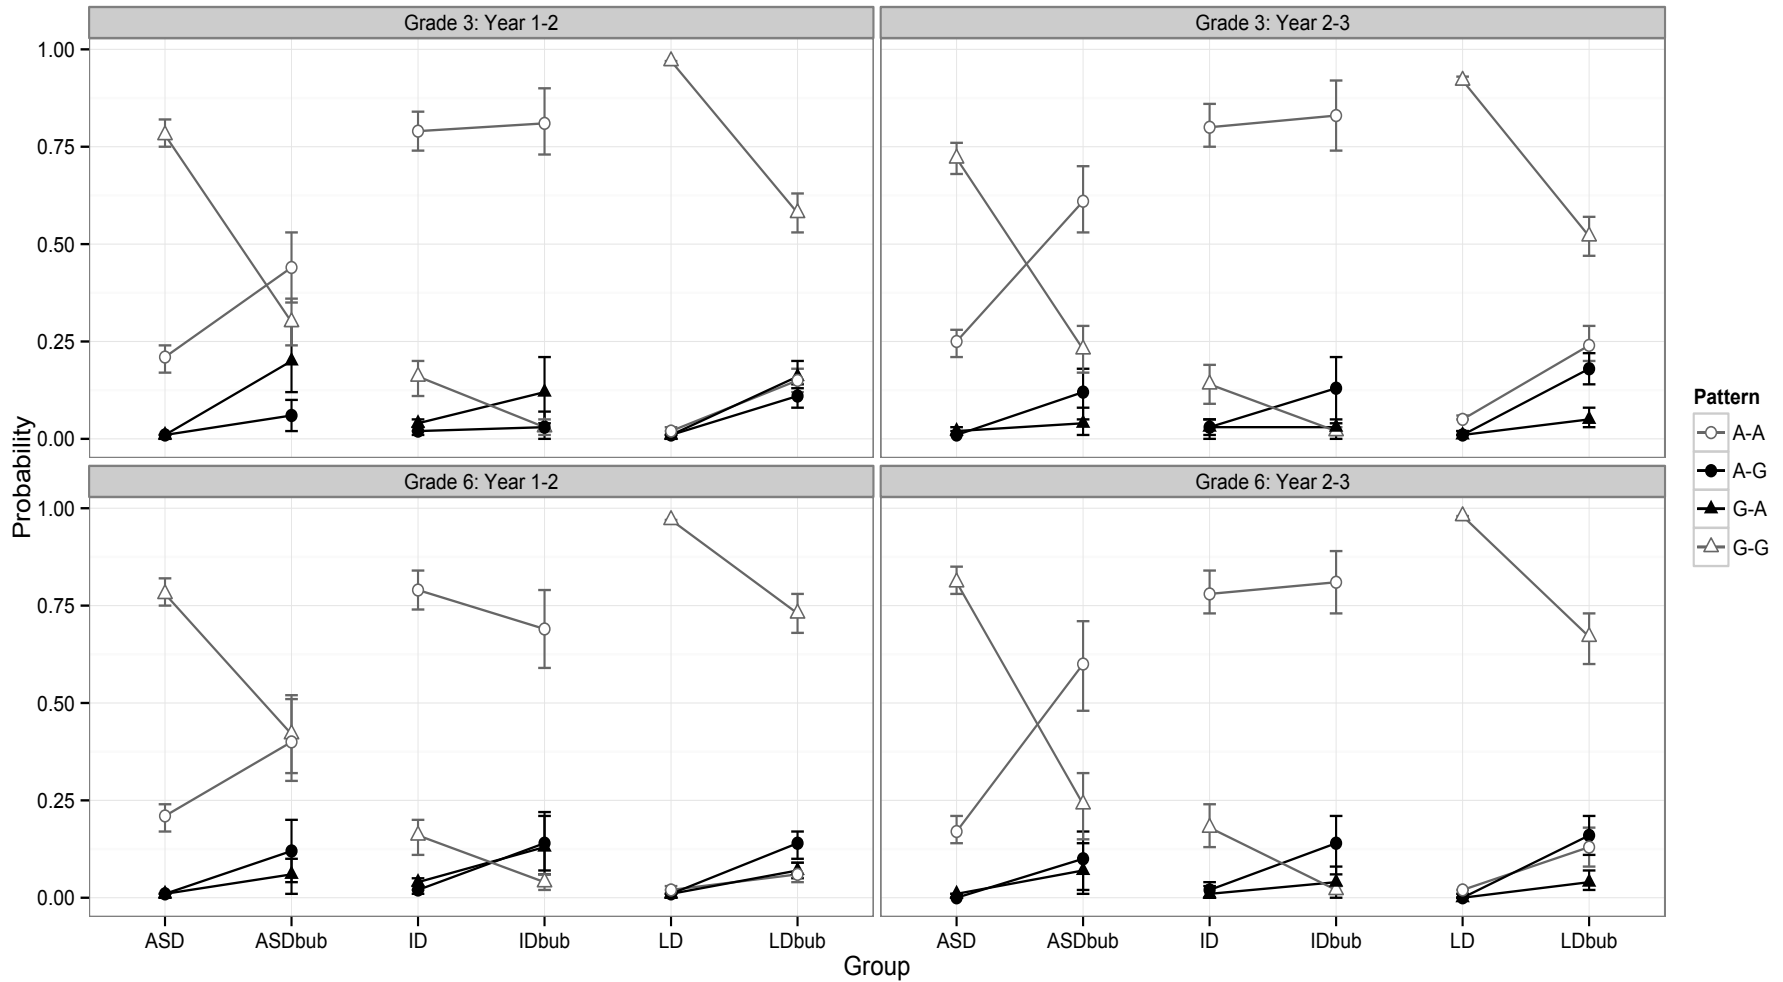 Grade 3: Year 1-2
Grade 3: Year 2-3
1.00
0.75
0.50
0.25
0.00
Grade 6: Year 1-2
Grade 6: Year 2-3
1.00
0.75
0.50
0.25
0.00
Probability
ASD ASDbub ID IDbub LD LDbub
ASD ASDbub ID IDbub LD LDbub
Group
Pattern
A-A
A-G
G-A
G-G